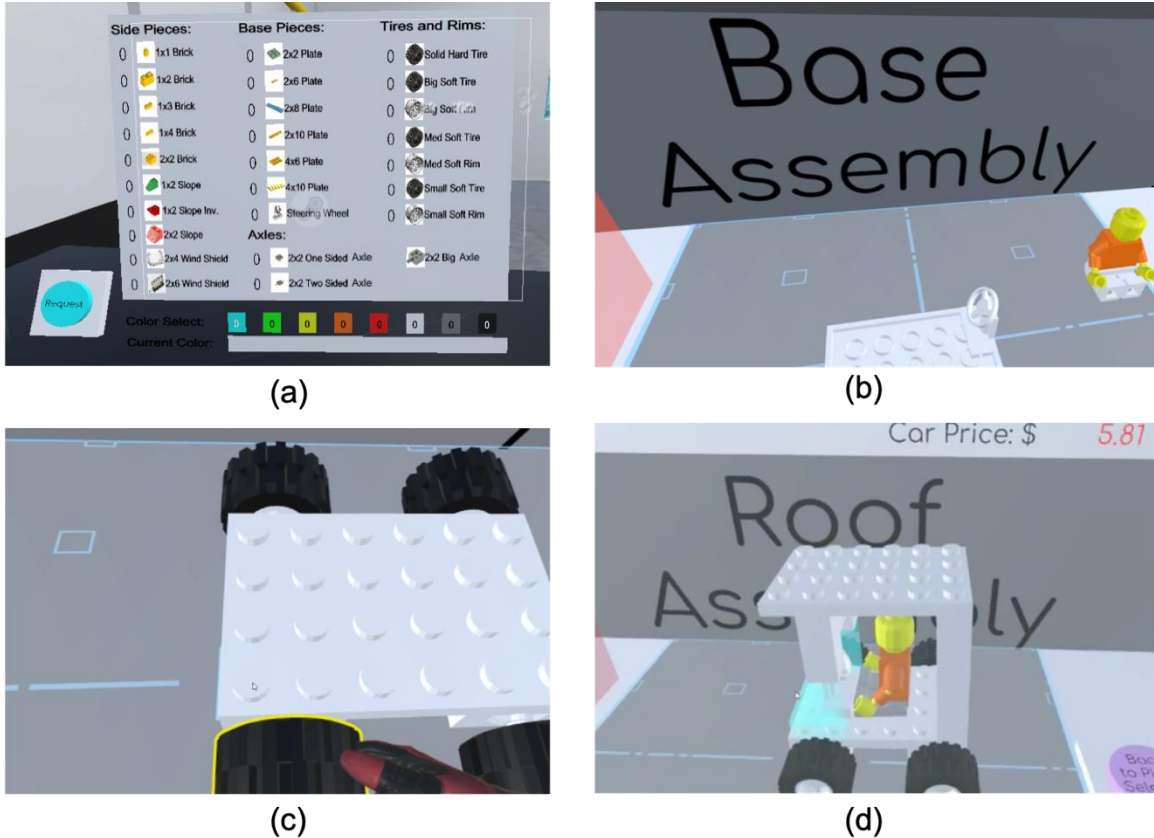 Side Pieces: Base Pieces: Tires and Rims:
0 1x1 Brick 0 2x2 Plate 0 Solid Hard Tire
0 1x2 Brick 0 2x6 Plate 0 Big Soft Tire
0 1x3 Brick 0 2x8 Plate 0 Big Soft Rim
0 1x4 Brick 0 2x10 Plate 0 Med Soft Tire
0 2x2 Brick 0 4x6 Plate 0 Med Soft Rim
0 1x2 Slope 0 4x10 Plate 0 Small Soft Tire
0 1x2 Slope Inv. 0 Steering Wheel 0 Small Soft Rim
0 2x2 Slope Axles:
0 2x4 Wind Shield 0 2x2 One Sided Axle 2x2 Big Axle
0 2x6 Wind Shield 0 2x2 Two Sided Axle
Request
Color Select: 0 0 0 0 0 0 0 0
Current Color:
(a)
Base
Assembly
(b)
(c)
Car Price: $ 5.81
Roof
Assembly
to
(d)